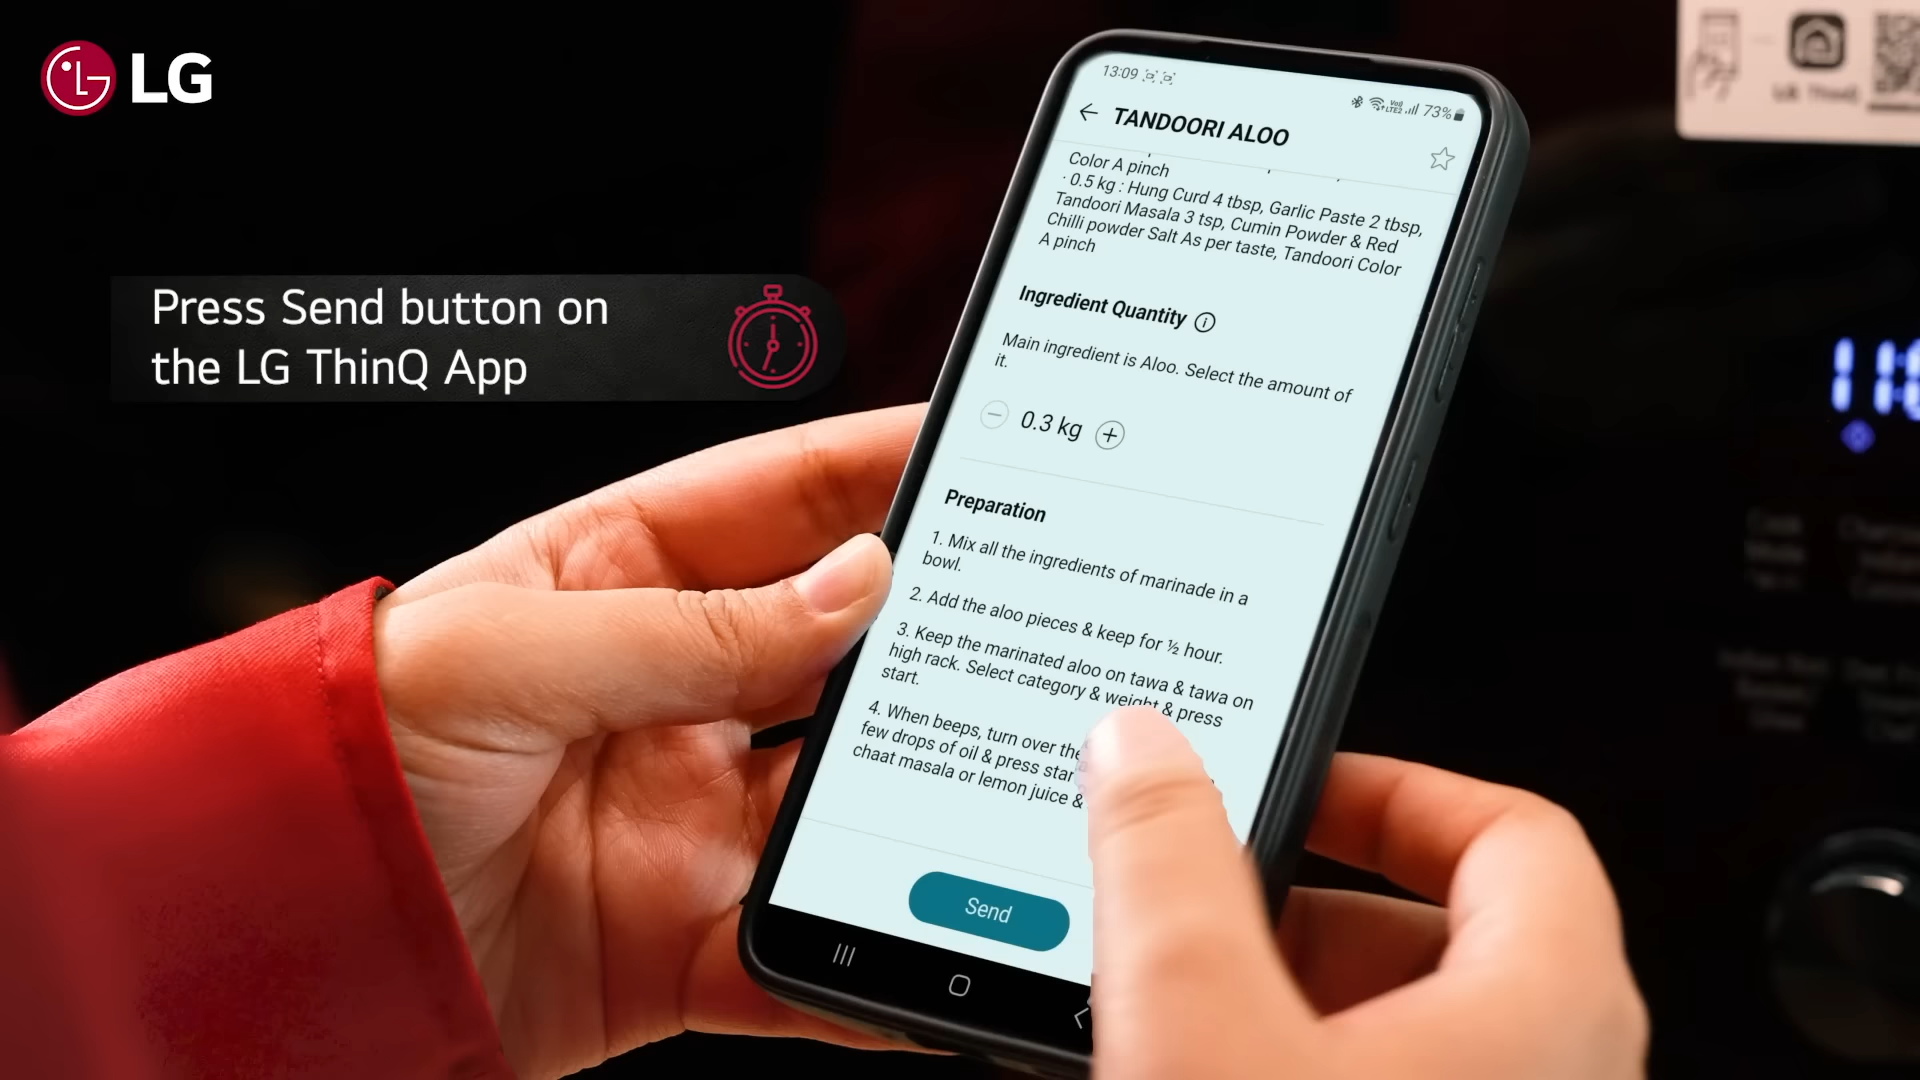 LG
Press Send button on
the LG ThinQ App
13:09
73%
TANDOORI ALOO
Color A pinch
· 0.5 kg : Hung Curd 4 tbsp, Garlic Paste 2 tbsp,
Tandoori Masala 3 tsp, Cumin Powder & Red
Chilli powder Salt As per taste, Tandoori Color
A pinch
Ingredient Quantity
Main ingredient is Aloo. Select the amount of
it.
0.3 kg
Preparation
1. Mix all the ingredients of marinade in a
bowl.
2. Add the aloo pieces & keep for ½ hour.
3. Keep the marinated aloo on tawa & tawa on
high rack. Select category & weight & press
start.
4. When beeps, turn over the
few drops of oil & press star
chaat masala or lemon juice &
Send
LG ThinQ